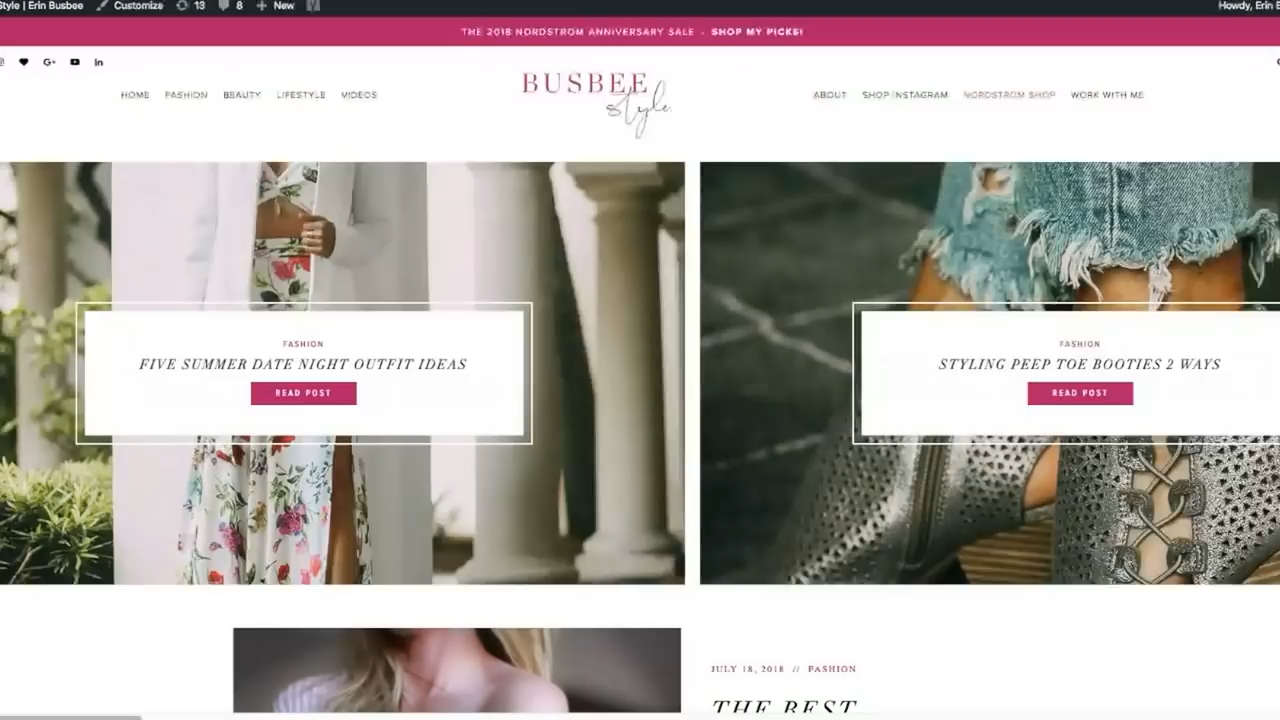 Style | Erin Busbee Customize 13 8 New Howdy, Erin
THE 2018 NORDSTROM ANNIVERSARY SALE - SHOP MY PICKS!
G+ in
HOME FASHION BEAUTY LIFESTYLE VIDEOS
BUSBEE
style.
ABOUT SHOP INSTAGRAM NORDSTROM SHOP WORK WITH ME
FASHION
FIVE SUMMER DATE NIGHT OUTFIT IDEAS
READ POST
FASHION
STYLING PEEP TOE BOOTIES 2 WAYS
READ POST
JULY 18, 2018 // FASHION
THE BEST